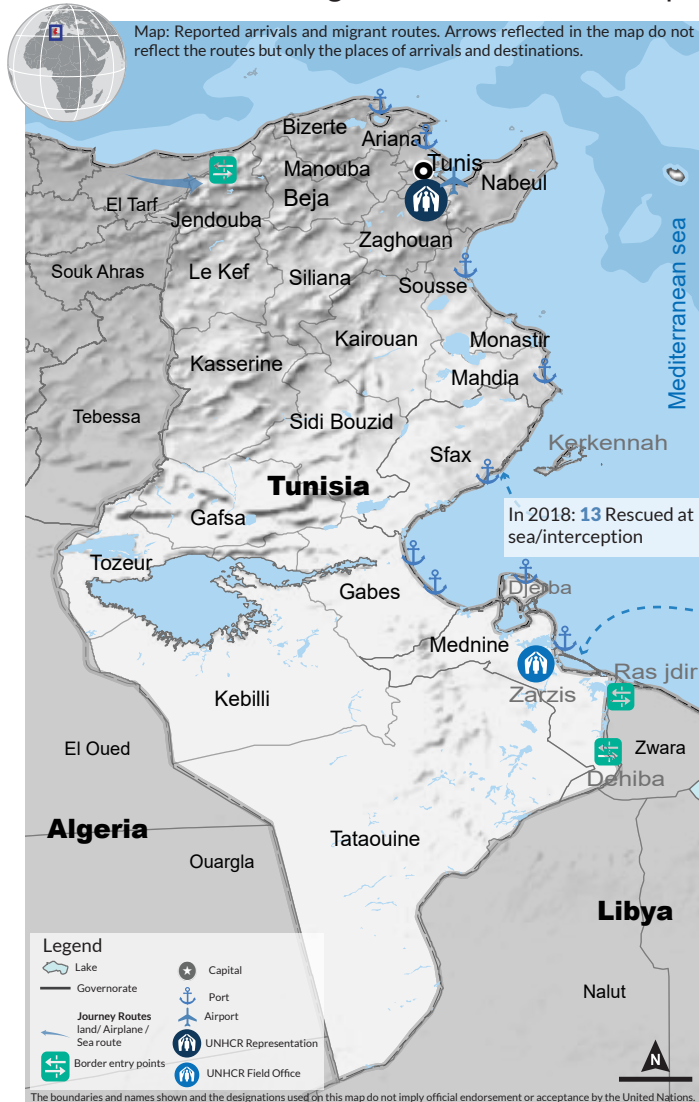 Map: Reported arrivals and migrant routes. Arrows reflected in the map do not
reflect the routes but only the places of arrivals and destinations.
Bizerte
Ariana
Tunis
Manouba
Nabeul
Beja
El Tarf
Jendouba
Zaghouan
Souk Ahras
Le Kef
Siliana
Sousse
Mediterranean sea
Kairouan
Monastir
Kasserine
Mahdia
Tebessa
Sidi Bouzid
Kerkennah
Sfax
Tunisia
In 2018: 13 Rescued at
sea/interception
Gafsa
Tozeur
Djerba
Gabes
Mednine
Ras jdir
Zarzis
Kebilli
El Oued
Zwara
Dehiba
Algeria
Tataouine
Ouargla
Libya
Nalut
Legend
Lake
Governorate
Journey Routes
land/ Airplane /
Sea route
Border entry points
Capital
Port
Airport
UNHCR Representation
UNHCR Field Office
N
The boundaries and names shown and the designations used on this map do not imply official endorsement or acceptance by the United Nations.